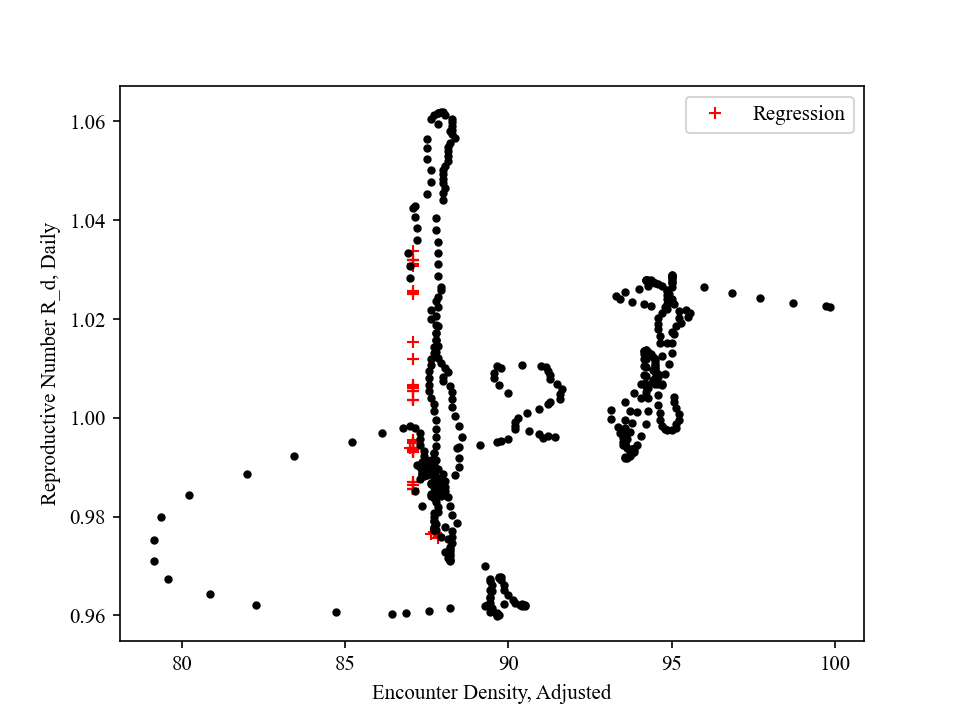 Regression
1.06
1.04
1.02
1.00
0.98
0.96
Reproductive Number R_d, Daily
80 85 90 95 100
Encounter Density, Adjusted